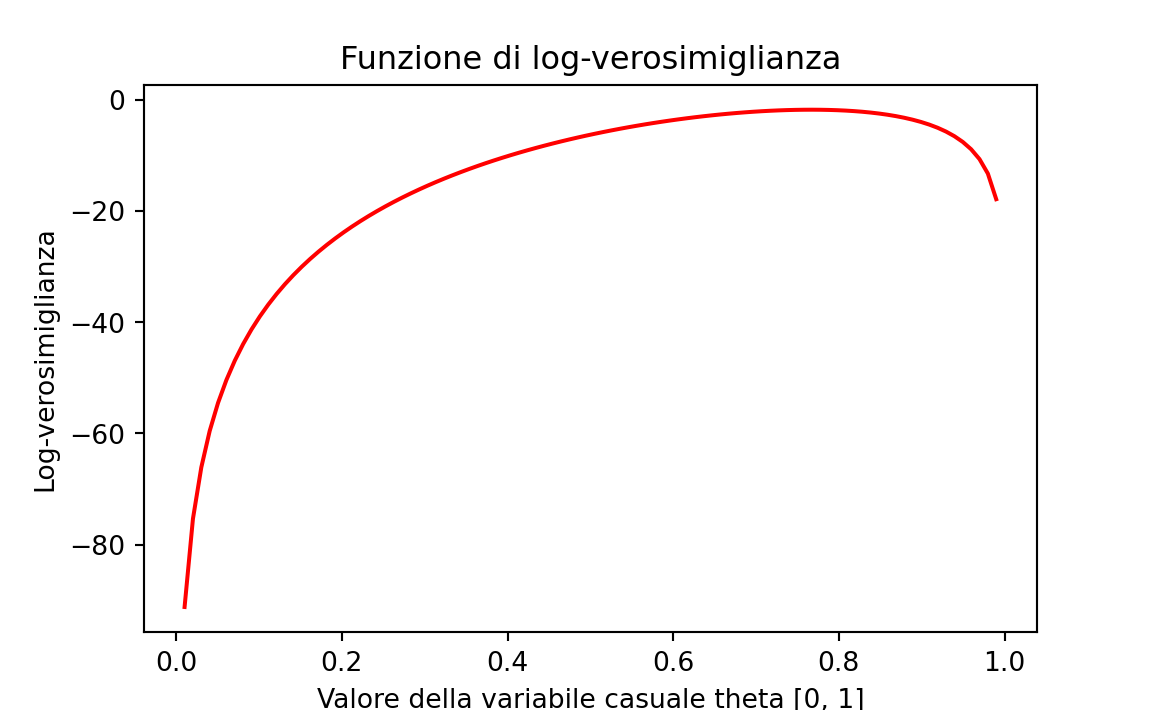 Funzione di log-verosimiglianza
0
−20
−40
−60
−80
Log-verosimiglianza
0.0 0.2 0.4 0.6 0.8 1.0
Valore della variabile casuale theta [0, 1]